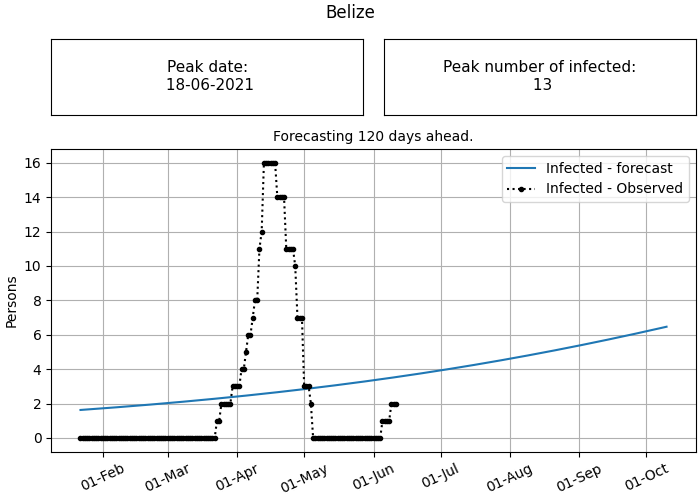 Belize
Peak date:
18-06-2021
Peak number of infected:
13
Forecasting 120 days ahead.
Infected - forecast
Infected - Observed
Persons
16
14
12
10
8
6
4
2
0
01-Feb
01-Mar
01-Apr
01-May
01-Jun
01-Jul
01-Aug
01-Sep
01-Oct